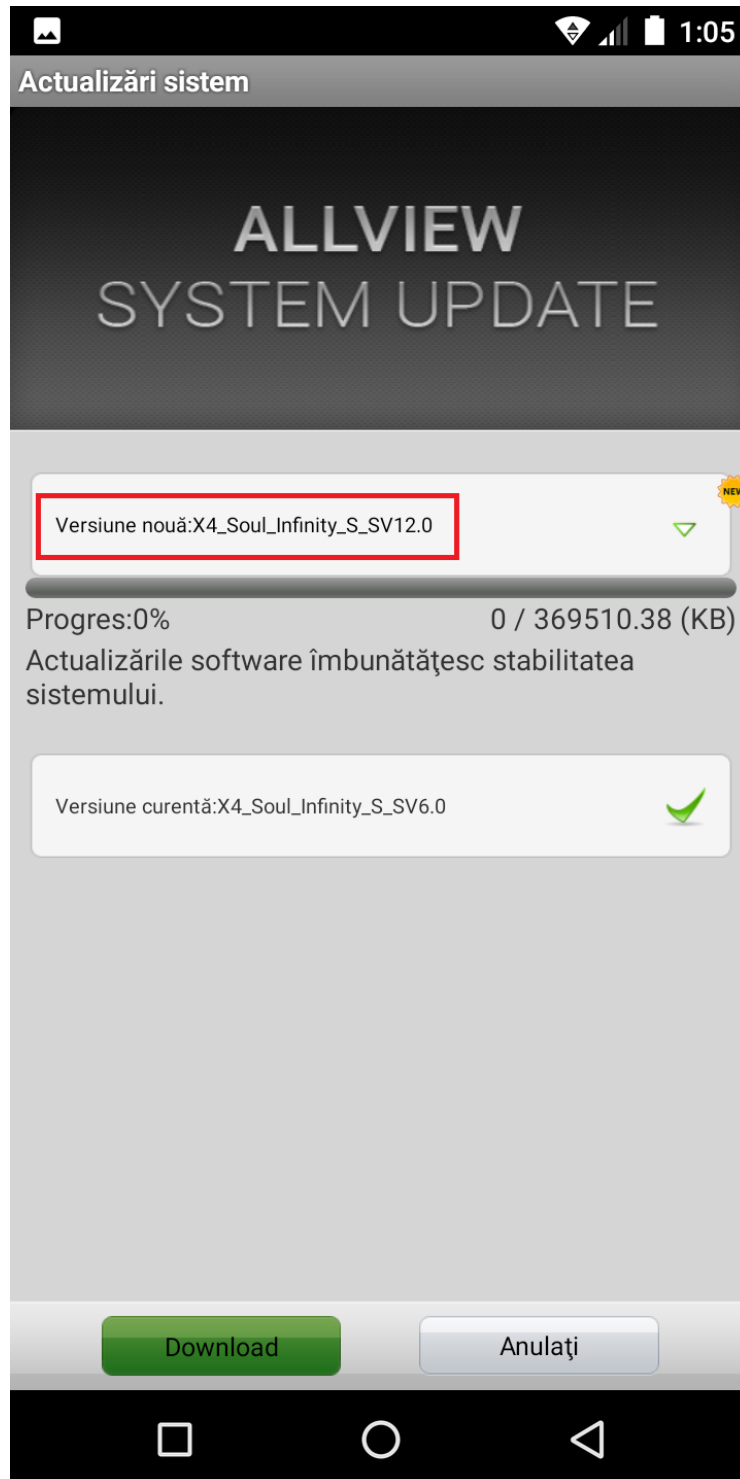 1:05
Actualizări sistem
ALLVIEW
SYSTEM UPDATE
NEW
Versiune nouă:X4_Soul_Infinity_S_SV12.0
Progres:0% 0 / 369510.38 (KB)
Actualizările software îmbunătăţesc stabilitatea
sistemului.
Versiune curentă:X4_Soul_Infinity_S_SV6.0
Download Anulaţi